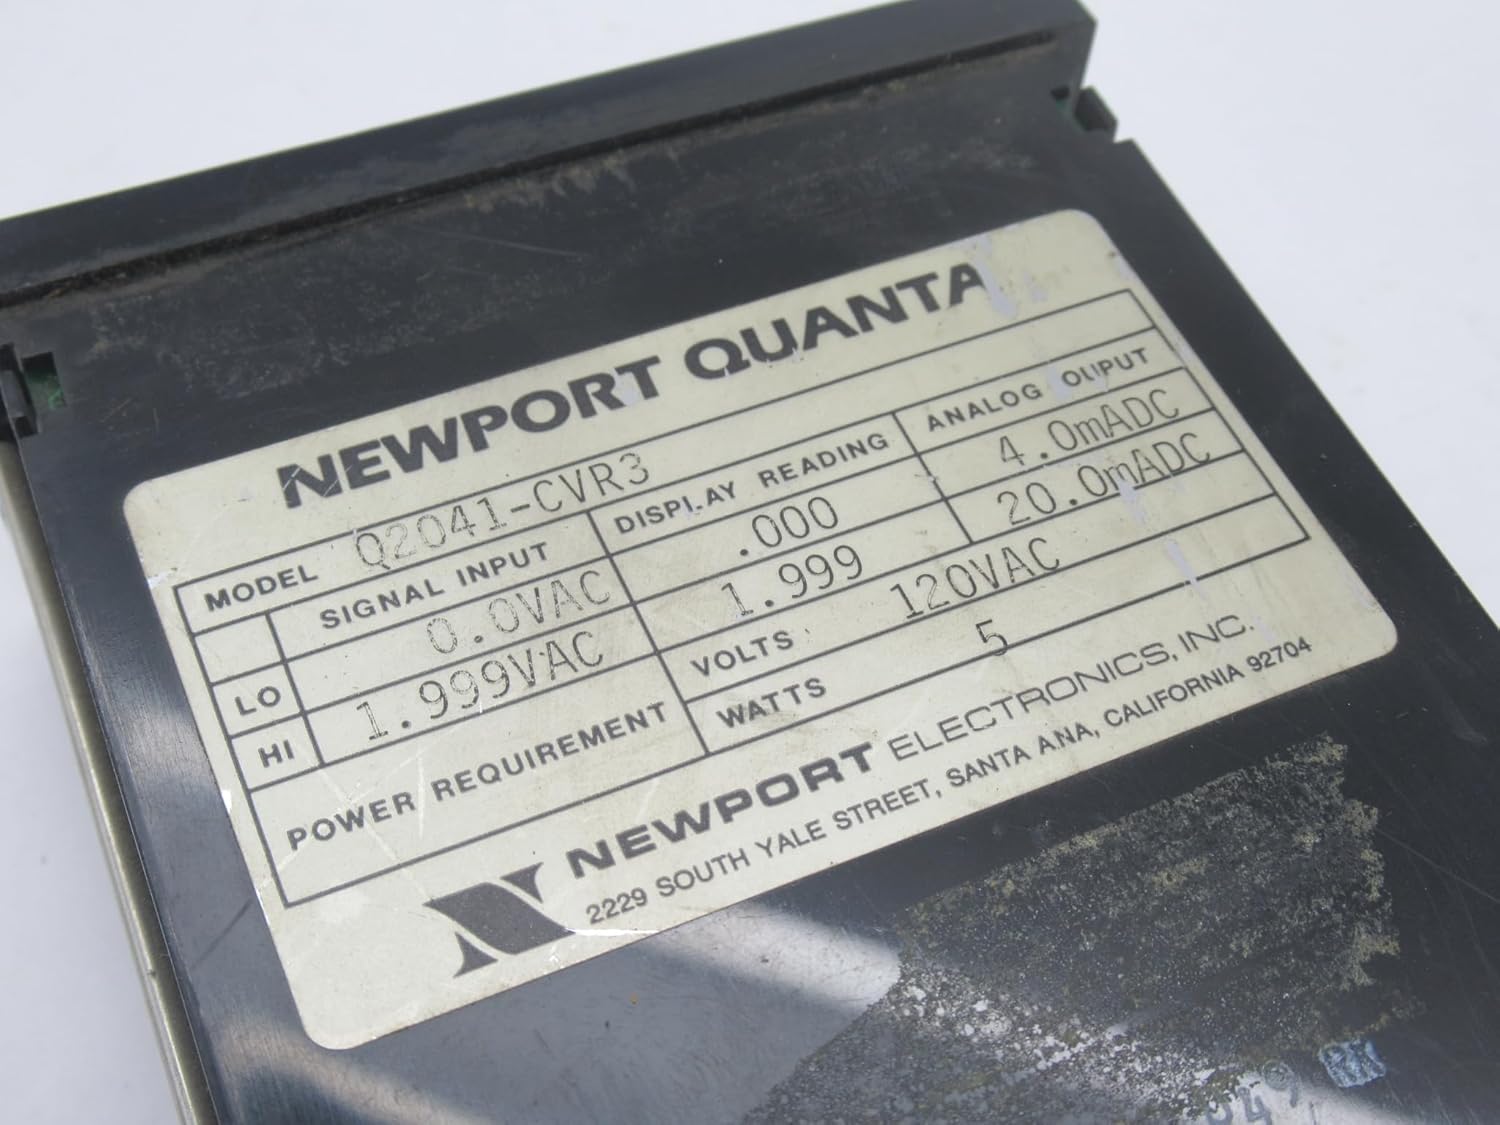 NEWPORT QUANTA
MODEL Q2041-CVR3
SIGNAL INPUT DISPLAY READING ANALOG OUTPUT
LO 0.0VAC .000 4.0mADC
HI 1.999VAC 1.999 20.0mADC
POWER REQUIREMENT VOLTS 120VAC
WATTS 5
NEWPORT ELECTRONICS, INC.
2229 SOUTH YALE STREET, SANTA ANA, CALIFORNIA 92704